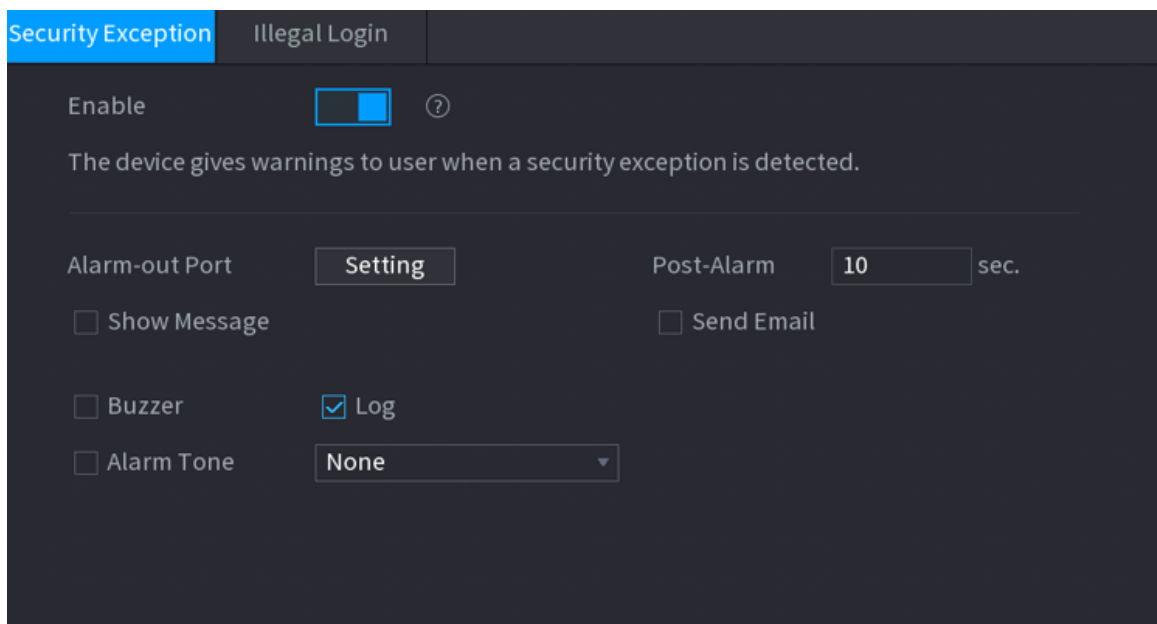 Security Exception Illegal Login
Enable ?
The device gives warnings to user when a security exception is detected.
Alarm-out Port Setting Post-Alarm 10 sec.
Show Message Send Email
Buzzer Log
Alarm Tone None